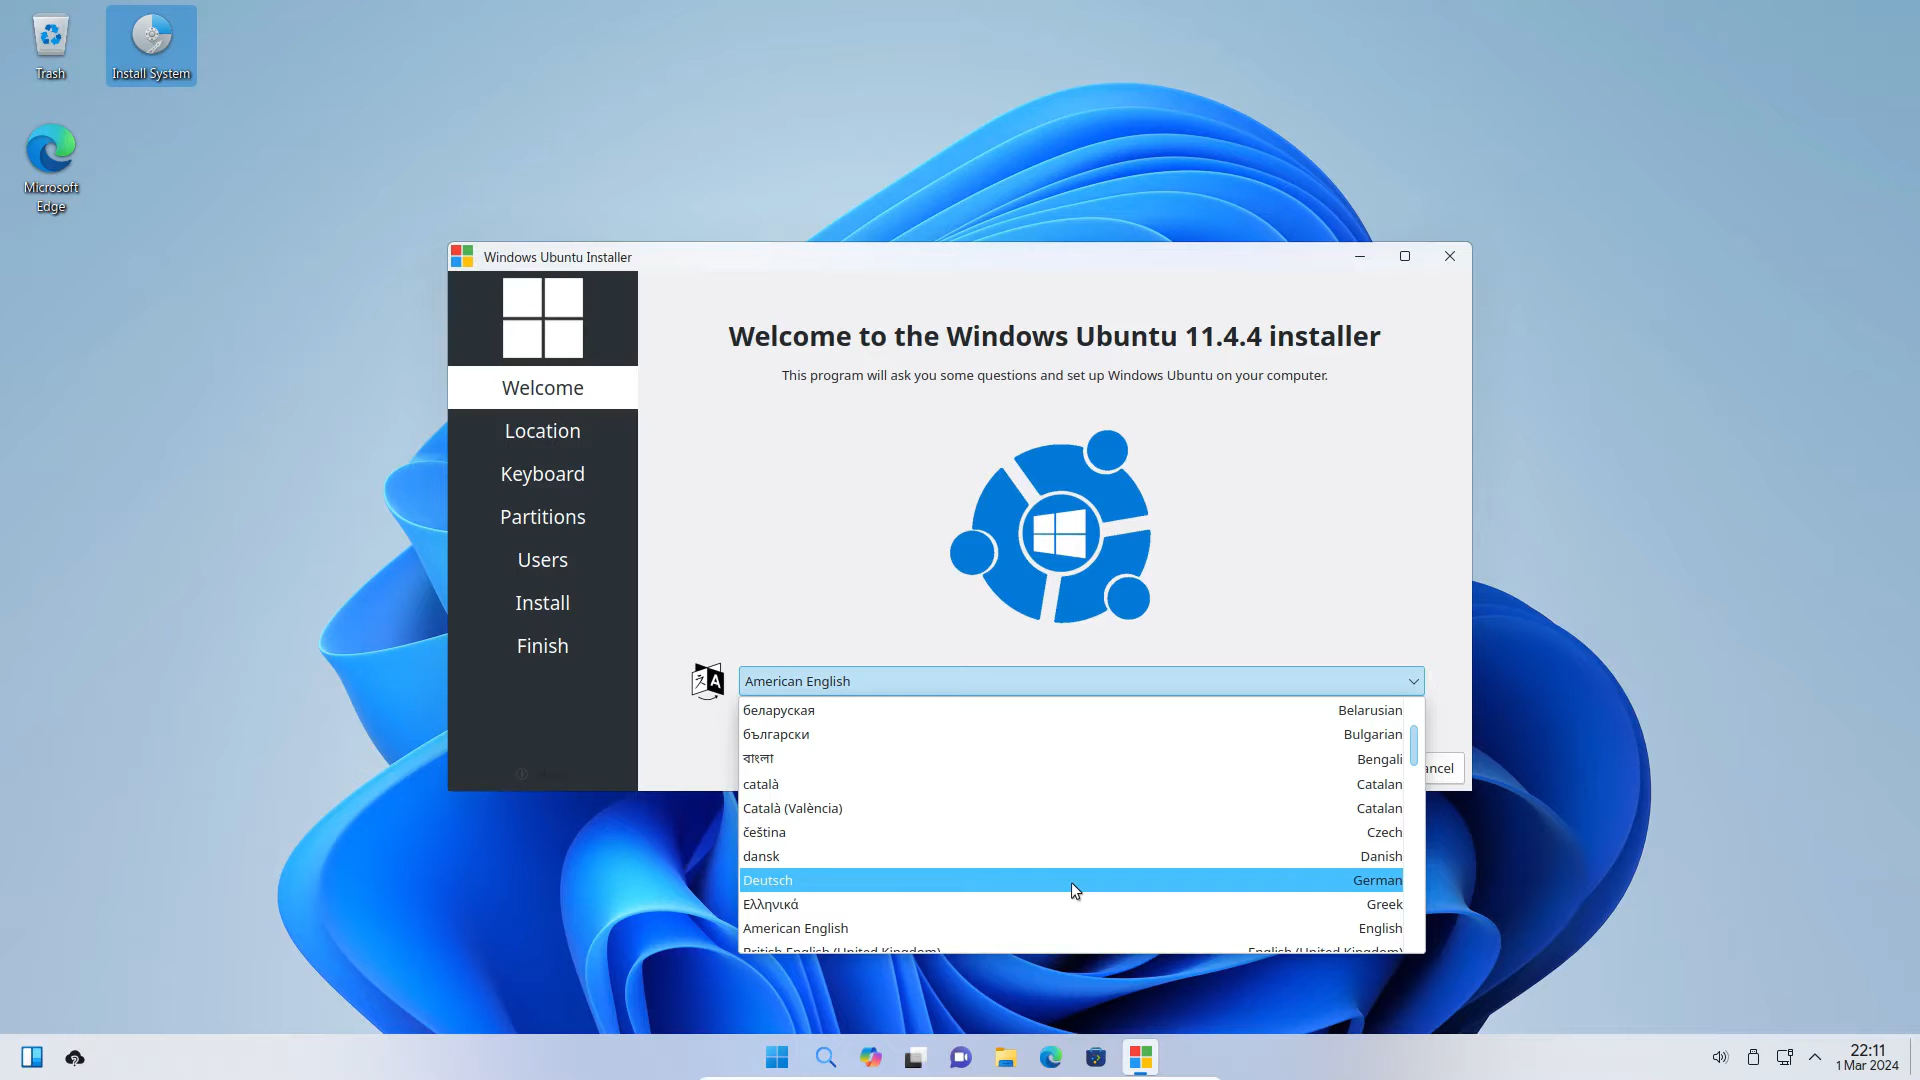 Trash
Install System
Microsoft
Edge
Windows Ubuntu Installer
Welcome to the Windows Ubuntu 11.4.4 installer
This program will ask you some questions and set up Windows Ubuntu on your computer.
Welcome
Location
Keyboard
Partitions
Users
Install
Finish
American English
беларуская Belarusian
български Bulgarian
বাংলা Bengali
català Catalan
Català (València) Catalan
čeština Czech
dansk Danish
Deutsch German
Ελληνικά Greek
American English English
British English (United Kingdom) English (United Kingdom)
ancel
22:11
1 Mar 2024